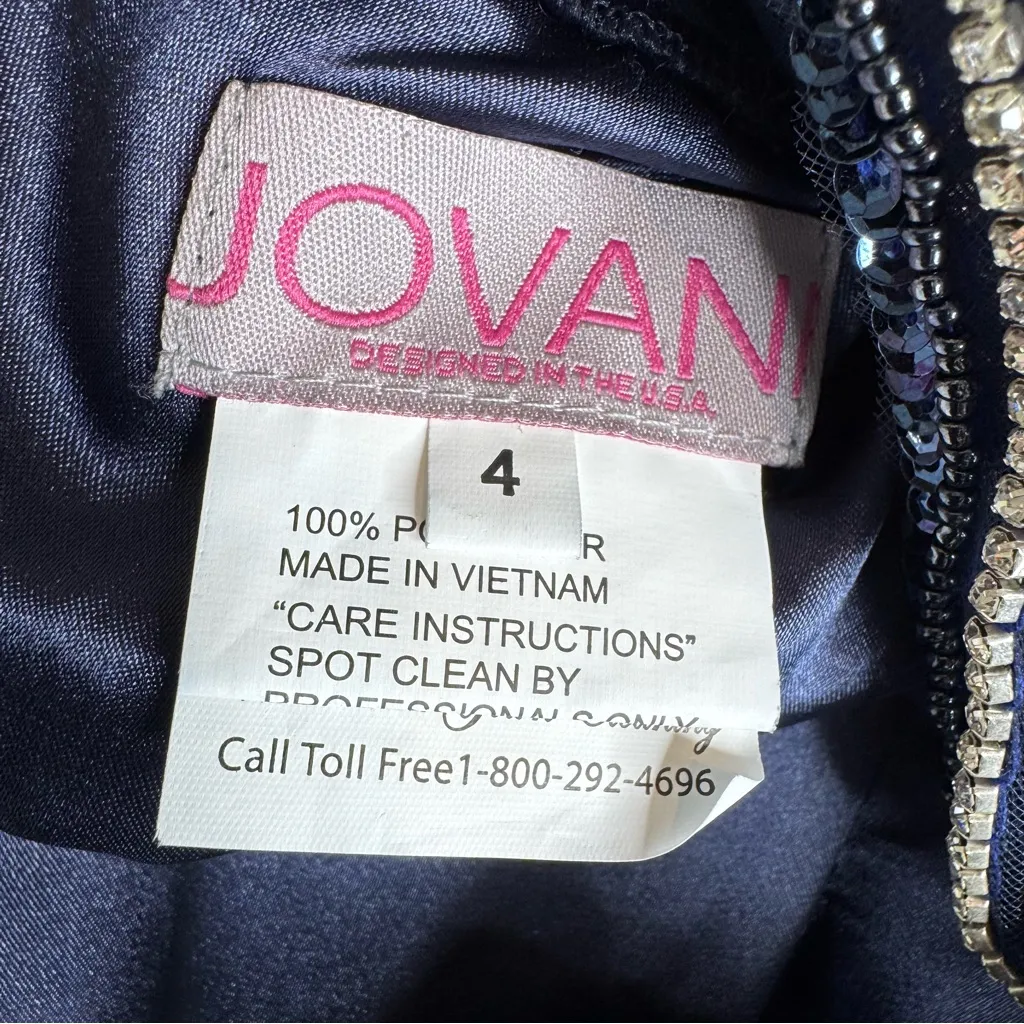 JOVANI
DESIGNED IN THE U.S.A.
4
100%
MADE IN VIETNAM
“CARE INSTRUCTIONS”
SPOT CLEAN BY
PROFESSIONAL
Call Toll Free1-800-292-4696